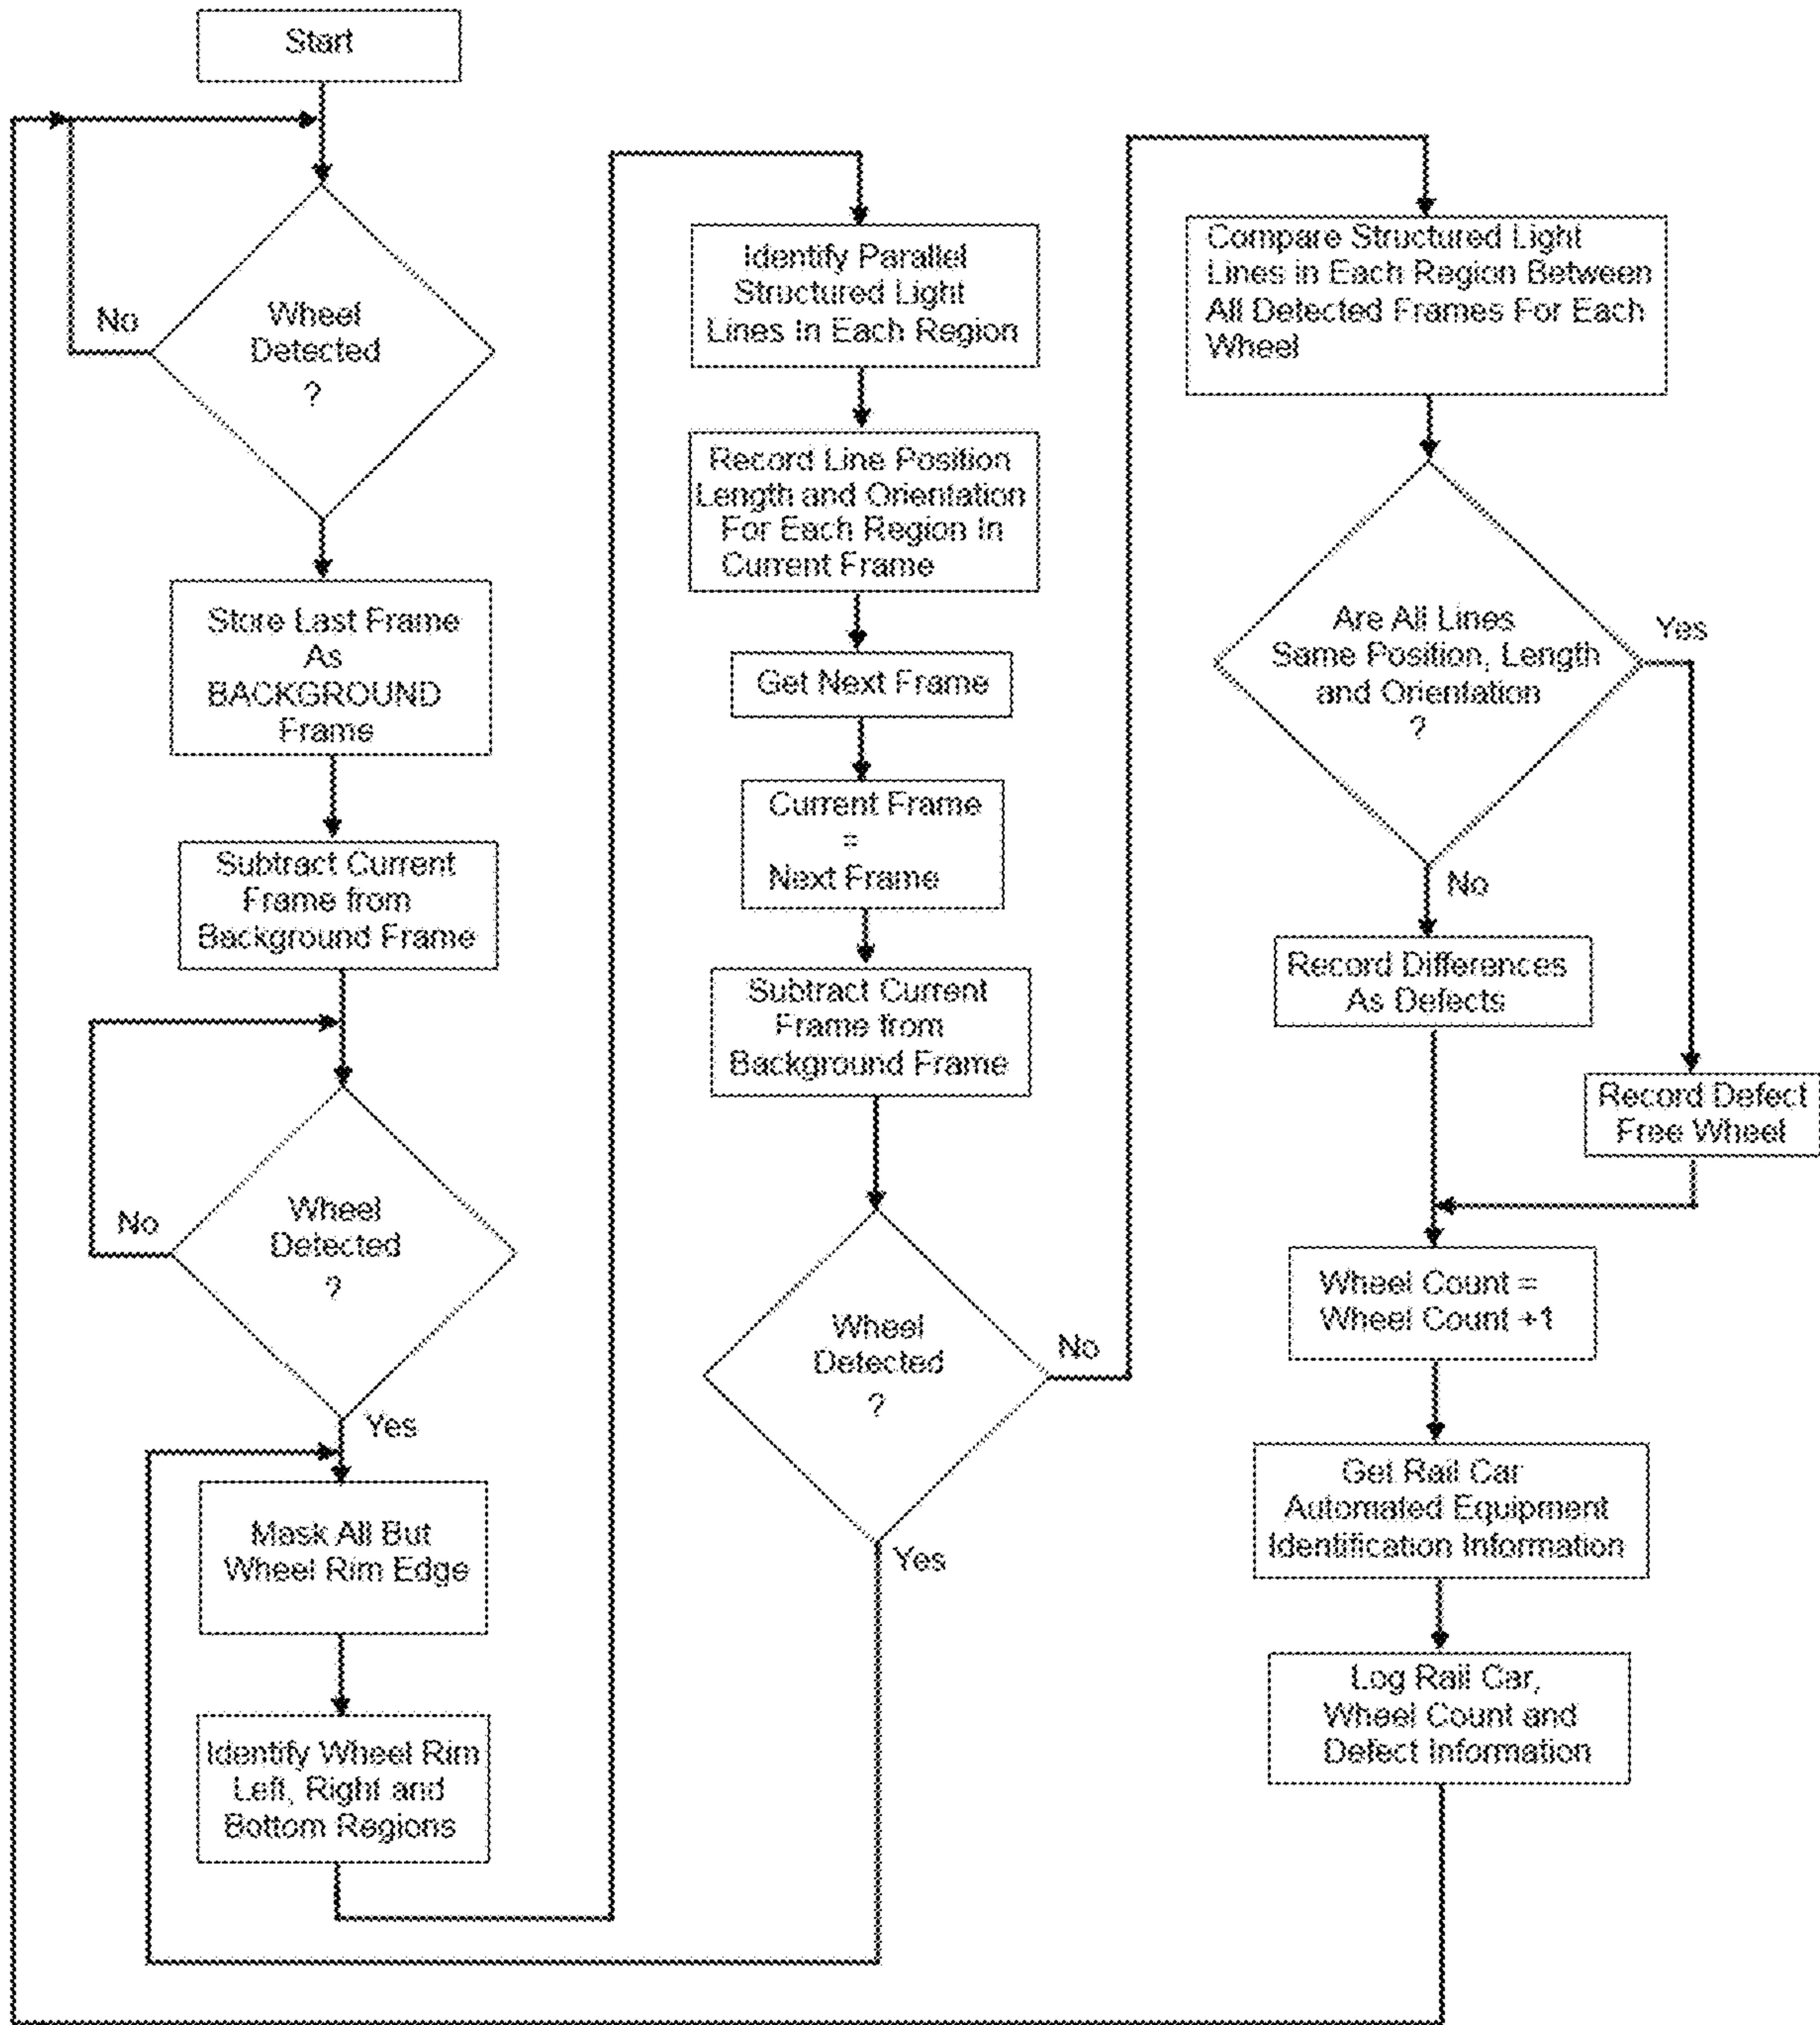 Start
No
Wheel
Detected
?
Store Last Frame
As
BACKGROUND
Frame
Subtract Current
Frame from
Background Frame
No
Wheel
Detected
?
Yes
Mask All But
Wheel Rim Edge
Identify Wheel Rim
Left, Right and
Bottom Regions
Identify Parallel
Structured Light
Lines In Each Region
Record Line Position
Length and Orientation
For Each Region In
Current Frame
Get Next Frame
Current Frame
=
Next Frame
Subtract Current
Frame from
Background Frame
Wheel
Detected
?
No
Yes
Compare Structured Light
Lines in Each Region Between
All Detected Frames For Each
Wheel
Are All Lines
Same Position, Length
and Orientation
?
Yes
No
Record Differences
As Defects
Record Defect
Free Wheel
Wheel Count =
Wheel Count +1
Get Rail Car
Automated Equipment
Identification Information
Log Rail Car,
Wheel Count and
Defect Information